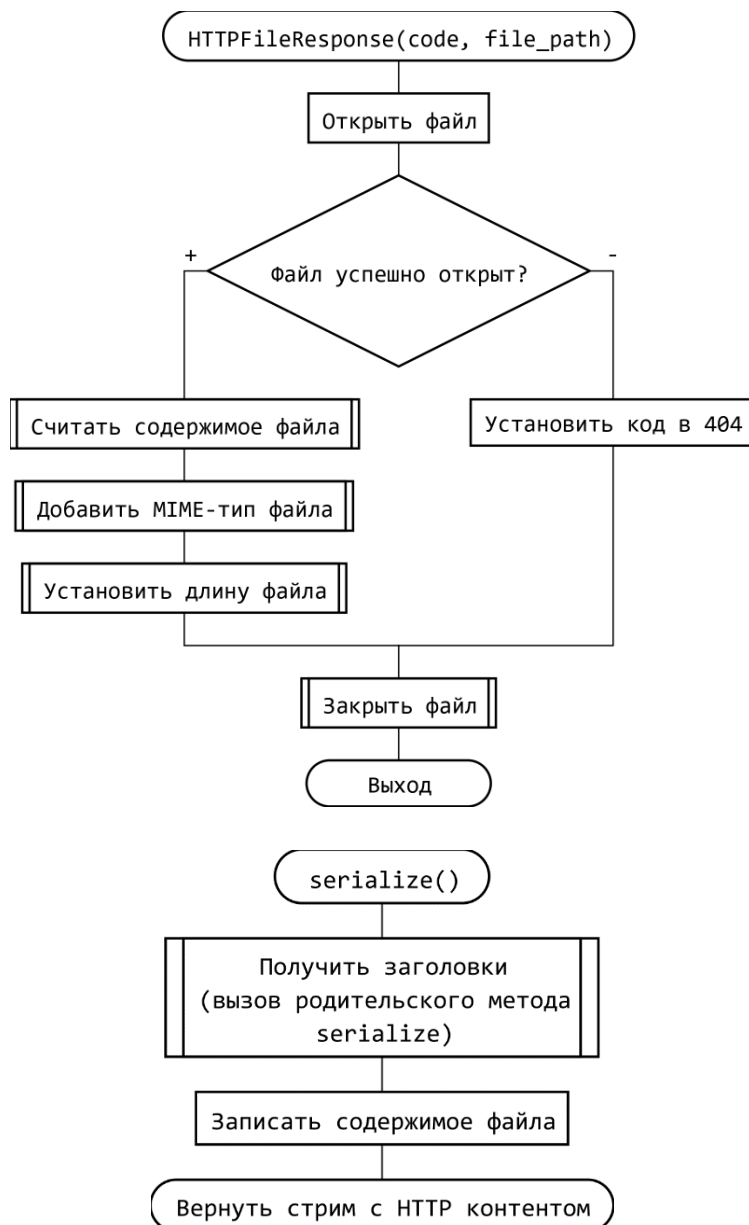 HTTPFileResponse(code, file_path)
Открыть файл
+
-
Файл успешно открыт?
Считать содержимое файла
Установить код в 404
Добавить MIME-тип файла
Установить длину файла
Закрыть файл
Выход
serialize()
Получить заголовки
(вызов родительского метода
serialize)
Записать содержимое файла
Вернуть стрим с HTTP контентом